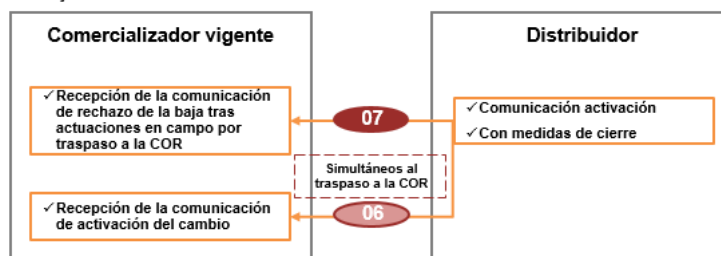 Comercializador vigente
Distribuidor
✓Recepción de la comunicación
de rechazo de la baja tras
actuaciones en campo por
traspaso a la COR
07
✓Comunicación activación
✓Con medidas de cierre
Simultáneos al
traspaso a la COR
✓Recepción de la comunicación
de activación del cambio
06